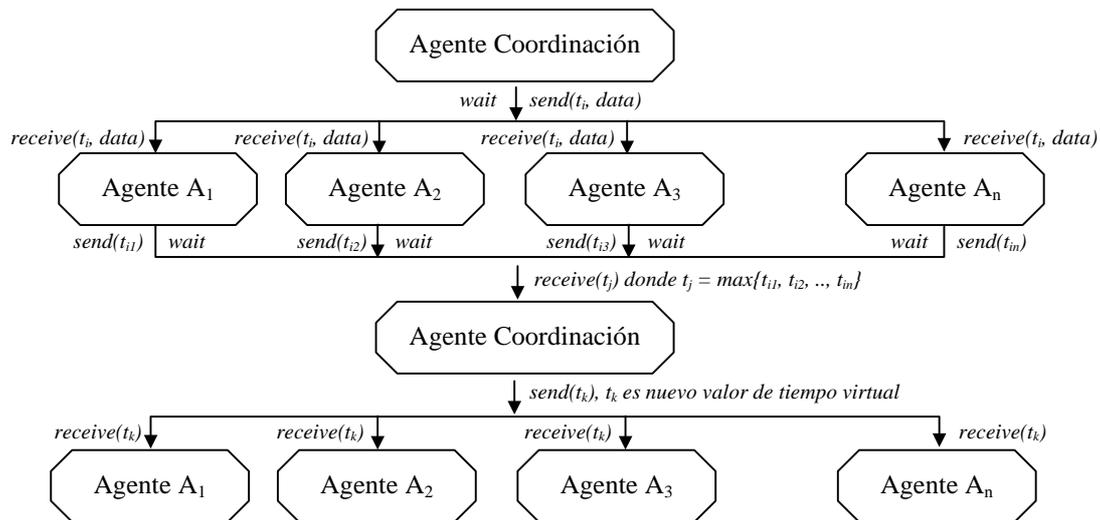 Agente Coordinación
wait send(ti, data)
receive(ti, data) receive(ti, data) receive(ti, data) receive(ti, data)
Agente A1 Agente A2 Agente A3 Agente An
send(ti1) wait send(ti2) wait send(ti3) wait wait send(tin)
receive(tj) donde tj = max{ti1, ti2, .., tin}
Agente Coordinación
send(tk), tk es nuevo valor de tiempo virtual
receive(tk) receive(tk) receive(tk) receive(tk)
Agente A1 Agente A2 Agente A3 Agente An